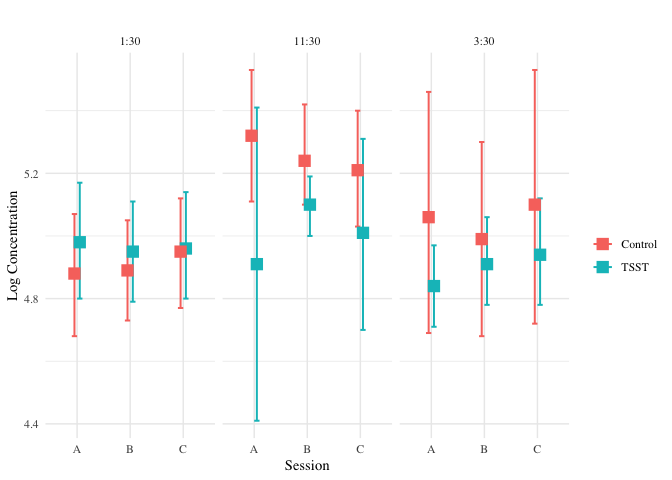 1:30 11:30 3:30
Log Concentration
5.2
4.8
4.4
A B C A B C A B C
Session
Control
TSST